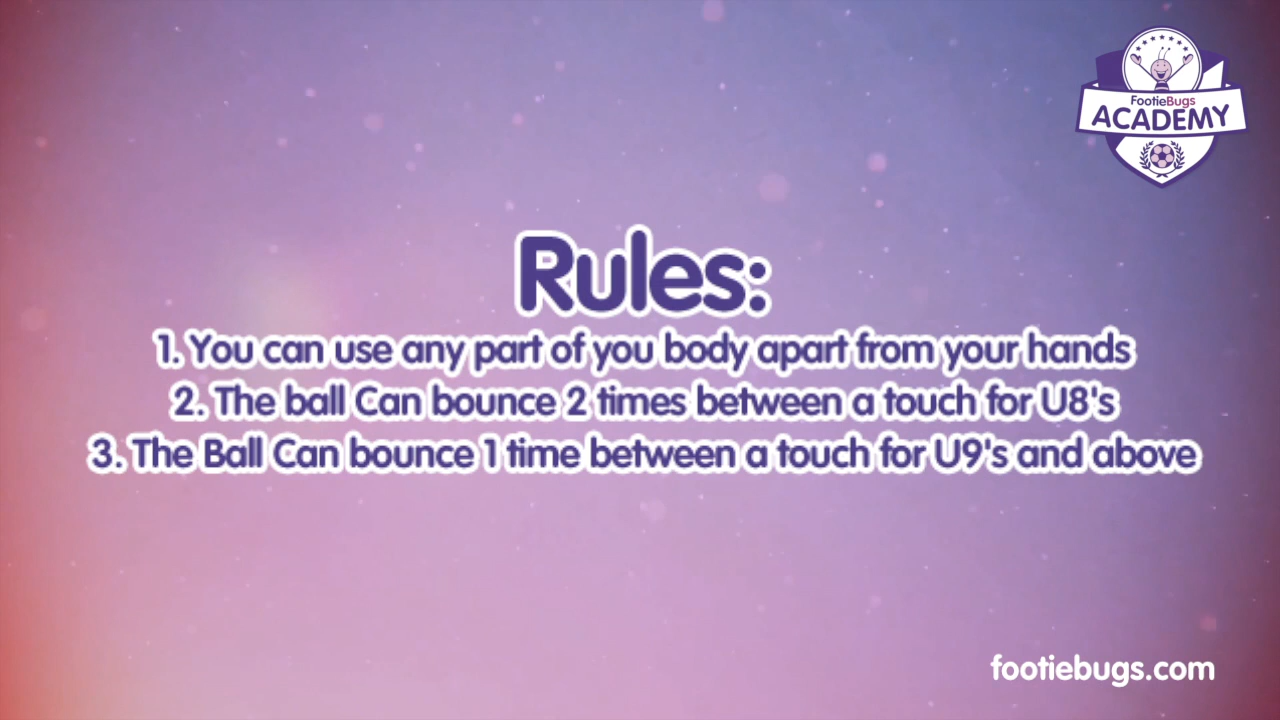 FootieBugs
ACADEMY
Rules:
1. You can use any part of you body apart from your hands
2. The ball Can bounce 2 times between a touch for U8's
3. The Ball Can bounce 1 time between a touch for U9's and above
footiebugs.com